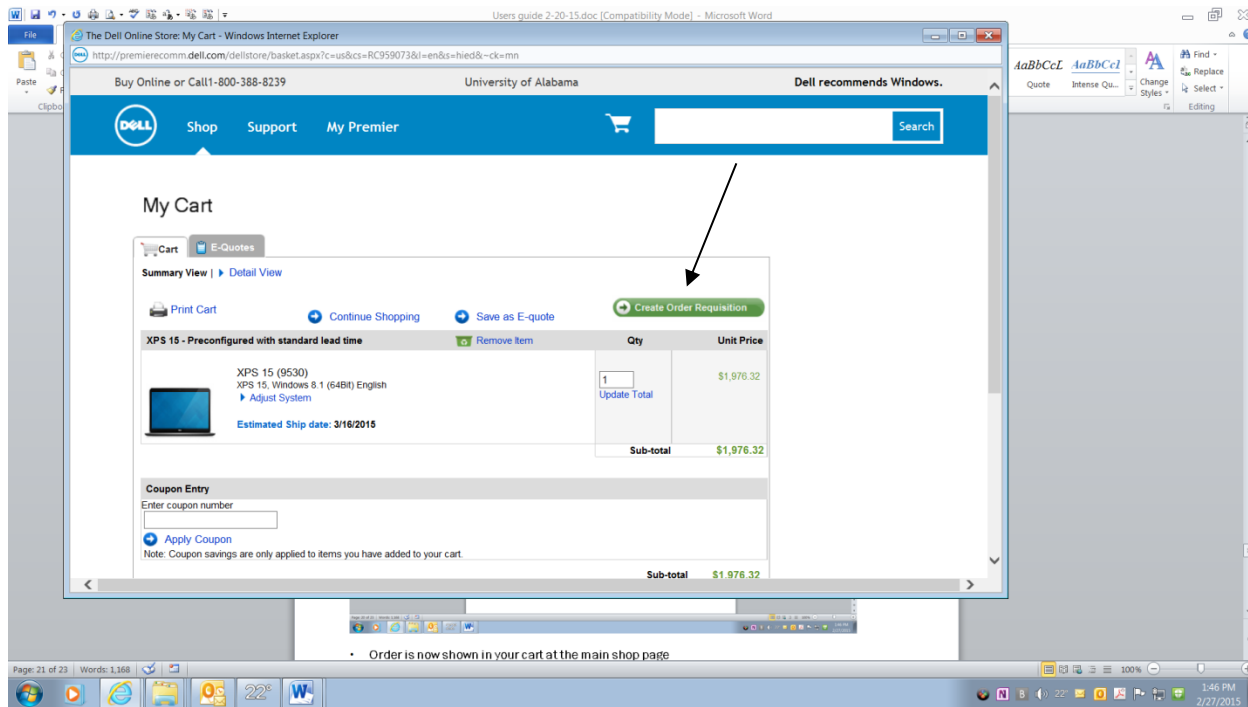 Users guide 2-20-15.doc [Compatibility Mode] - Microsoft Word
File
The Dell Online Store: My Cart - Windows Internet Explorer
http://premierecomm.dell.com/dellstore/basket.aspx?c=us&cs=RC959073&l=en&s=hied&~ck=mn
Paste
Clipbo
AaBbCcL AaBbCcl
Quote Intense Qu...
Change Styles
Find
Replace
Select
Editing
Buy Online or Call1-800-388-8239 University of Alabama Dell recommends Windows.
DELL Shop Support My Premier Search
My Cart
Cart E-Quotes
Summary View | Detail View
Print Cart Continue Shopping Save as E-quote Create Order Requisition
XPS 15 - Preconfigured with standard lead time Remove Item Qty Unit Price
XPS 15 (9530)
XPS 15, Windows 8.1 (64Bit) English
Adjust System
Estimated Ship date: 3/16/2015
1
Update Total
$1,976.32
Sub-total $1,976.32
Coupon Entry
Enter coupon number
Apply Coupon
Note: Coupon savings are only applied to items you have added to your cart.
Sub-total $1,976.32
• Order is now shown in your cart at the main shop page
Page: 21 of 23 Words: 1,168 100%
22° 22° 1:46 PM
2/27/2015